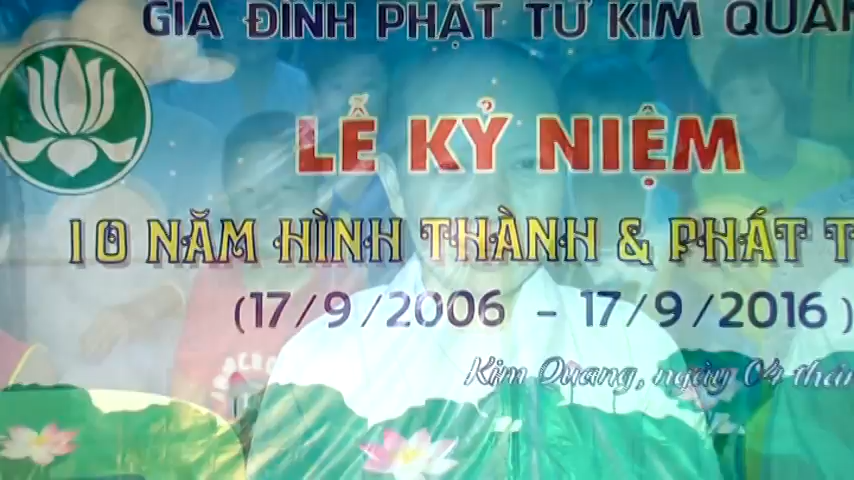 GIA ĐÌNH PHẬT TỬ KIM QUAN
LỄ KỶ NIỆM
10 NĂM HÌNH THÀNH & PHÁT T
(17/9/2006 - 17/9/2016)
Kim Quang, ngày 04 thán